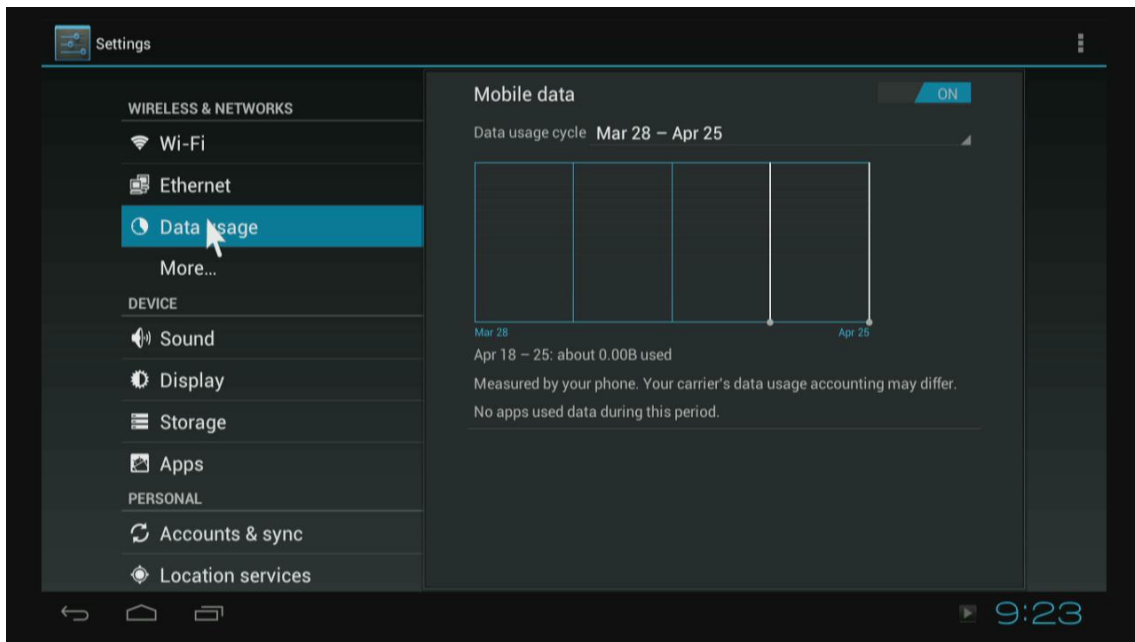 Settings
WIRELESS & NETWORKS
Wi-Fi
Ethernet
Data usage
More...
DEVICE
Sound
Display
Storage
Apps
PERSONAL
Accounts & sync
Location services
Mobile data
ON
Data usage cycle Mar 28 – Apr 25
Mar 28
Apr 25
Apr 18 – 25: about 0.00B used
Measured by your phone. Your carrier's data usage accounting may differ.
No apps used data during this period.
9:23